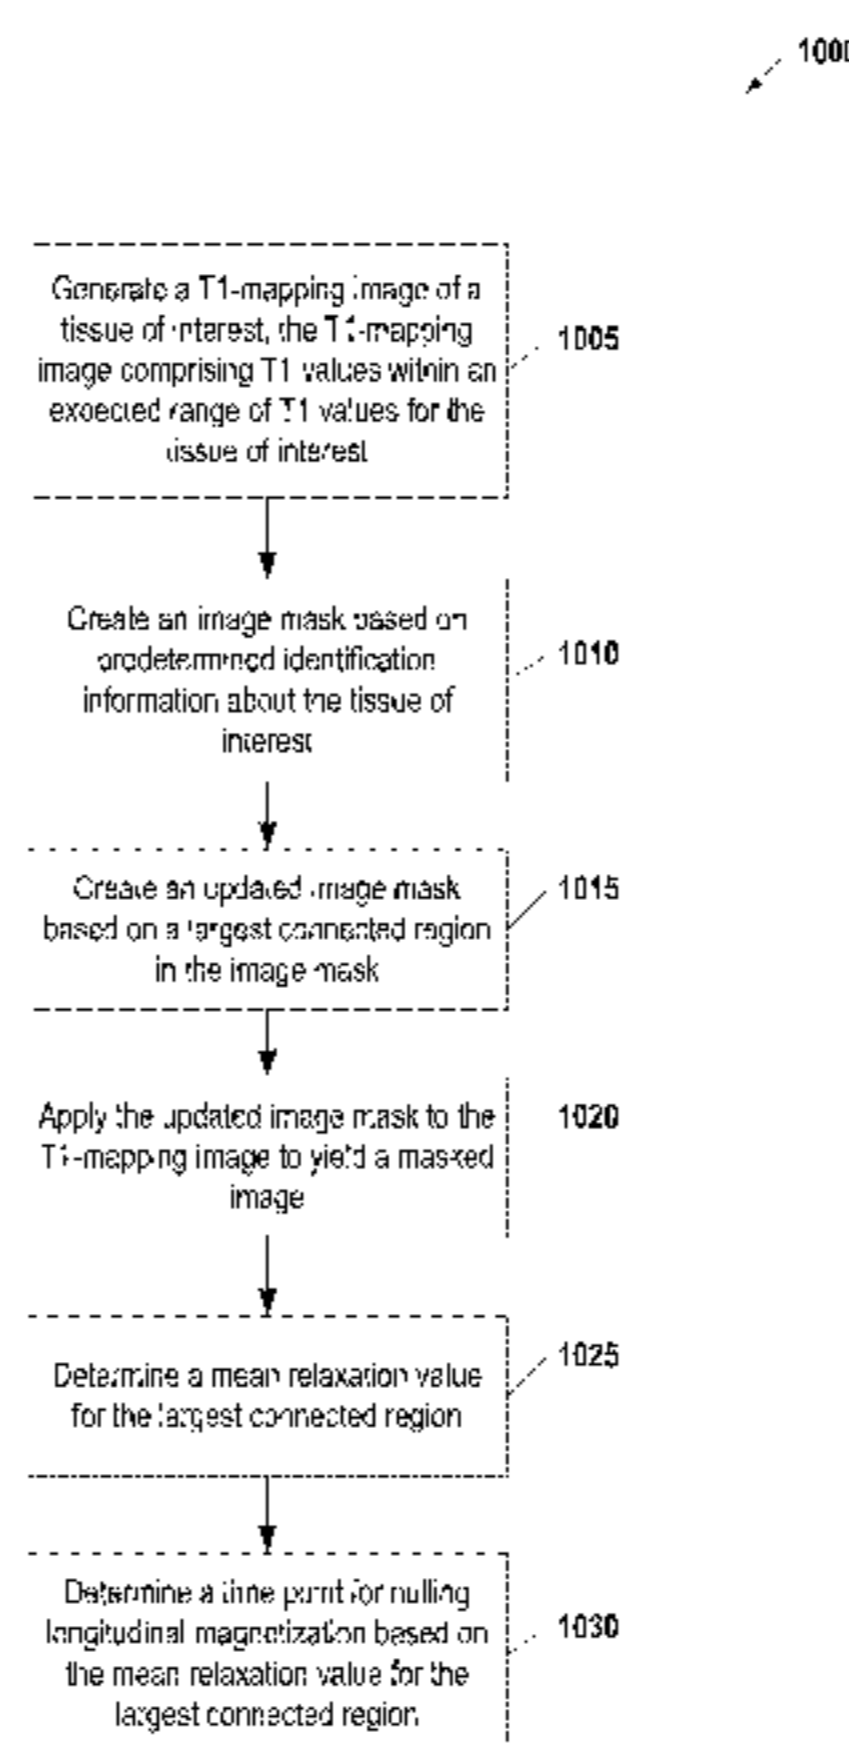 1000
Generate a T1-mapping image of a
tissue of interest, the T1-mapping
image comprising T1 values within an
expected range of T1 values for the
tissue of interest
1005
Create an image mask based on
predetermined identification
information about the tissue of
interest
1010
Create an updated image mask
based on a largest connected region
in the image mask
1015
Apply the updated image mask to the
T1-mapping image to yield a masked
image
1020
Determine a mean relaxation value
for the largest connected region
1025
Determine a time point for nulling
longitudinal magnetization based on
the mean relaxation value for the
largest connected region
1030